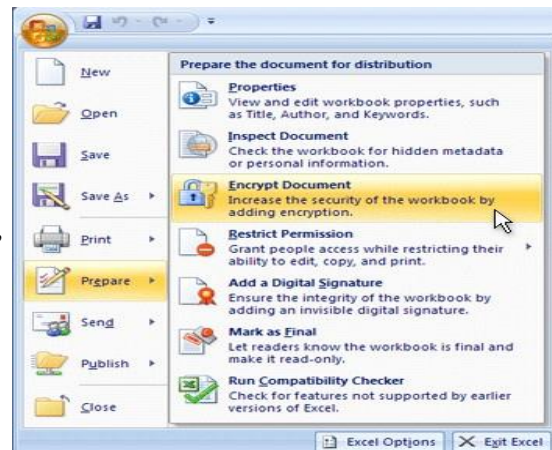 New
Open
Save
Save As
Print
Prepare
Send
Publish
Close
Prepare the document for distribution
Properties
View and edit workbook properties, such
as Title, Author, and Keywords.
Inspect Document
Check the workbook for hidden metadata
or personal information.
Encrypt Document
Increase the security of the workbook by
adding encryption.
Restrict Permission
Grant people access while restricting their
ability to edit, copy, and print.
Add a Digital Signature
Ensure the integrity of the workbook by
adding an invisible digital signature.
Mark as Final
Let readers know the workbook is final and
make it read-only.
Run Compatibility Checker
Check for features not supported by earlier
versions of Excel.
Excel Options
Exit Excel